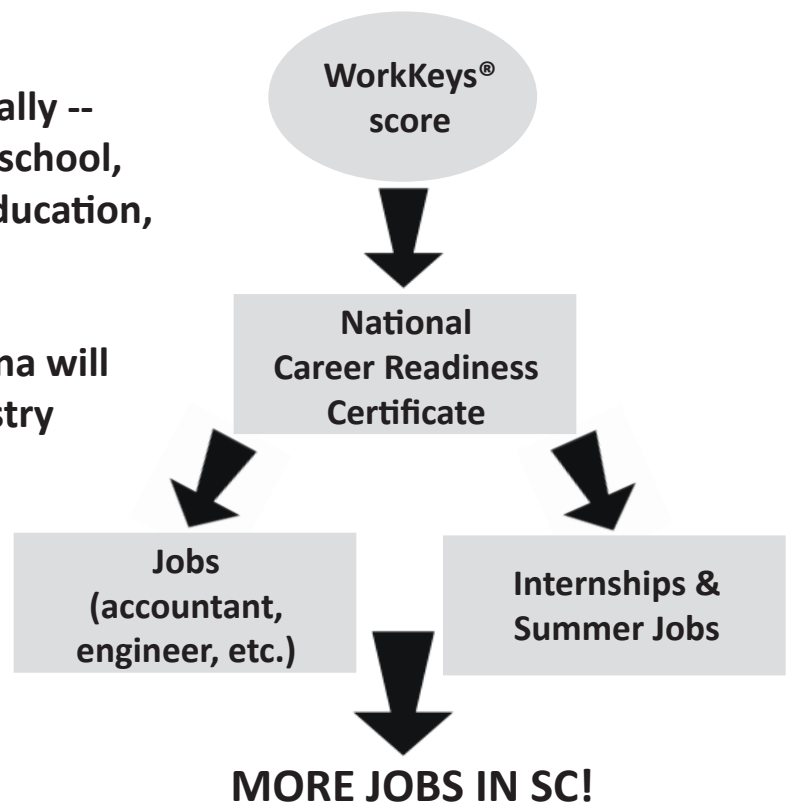 WorkKeys®
score
ally --
school,
ducation,
National
Career Readiness
Certificate
na will
stry
Jobs
(accountant,
engineer, etc.)
Internships &
Summer Jobs
MORE JOBS IN SC!